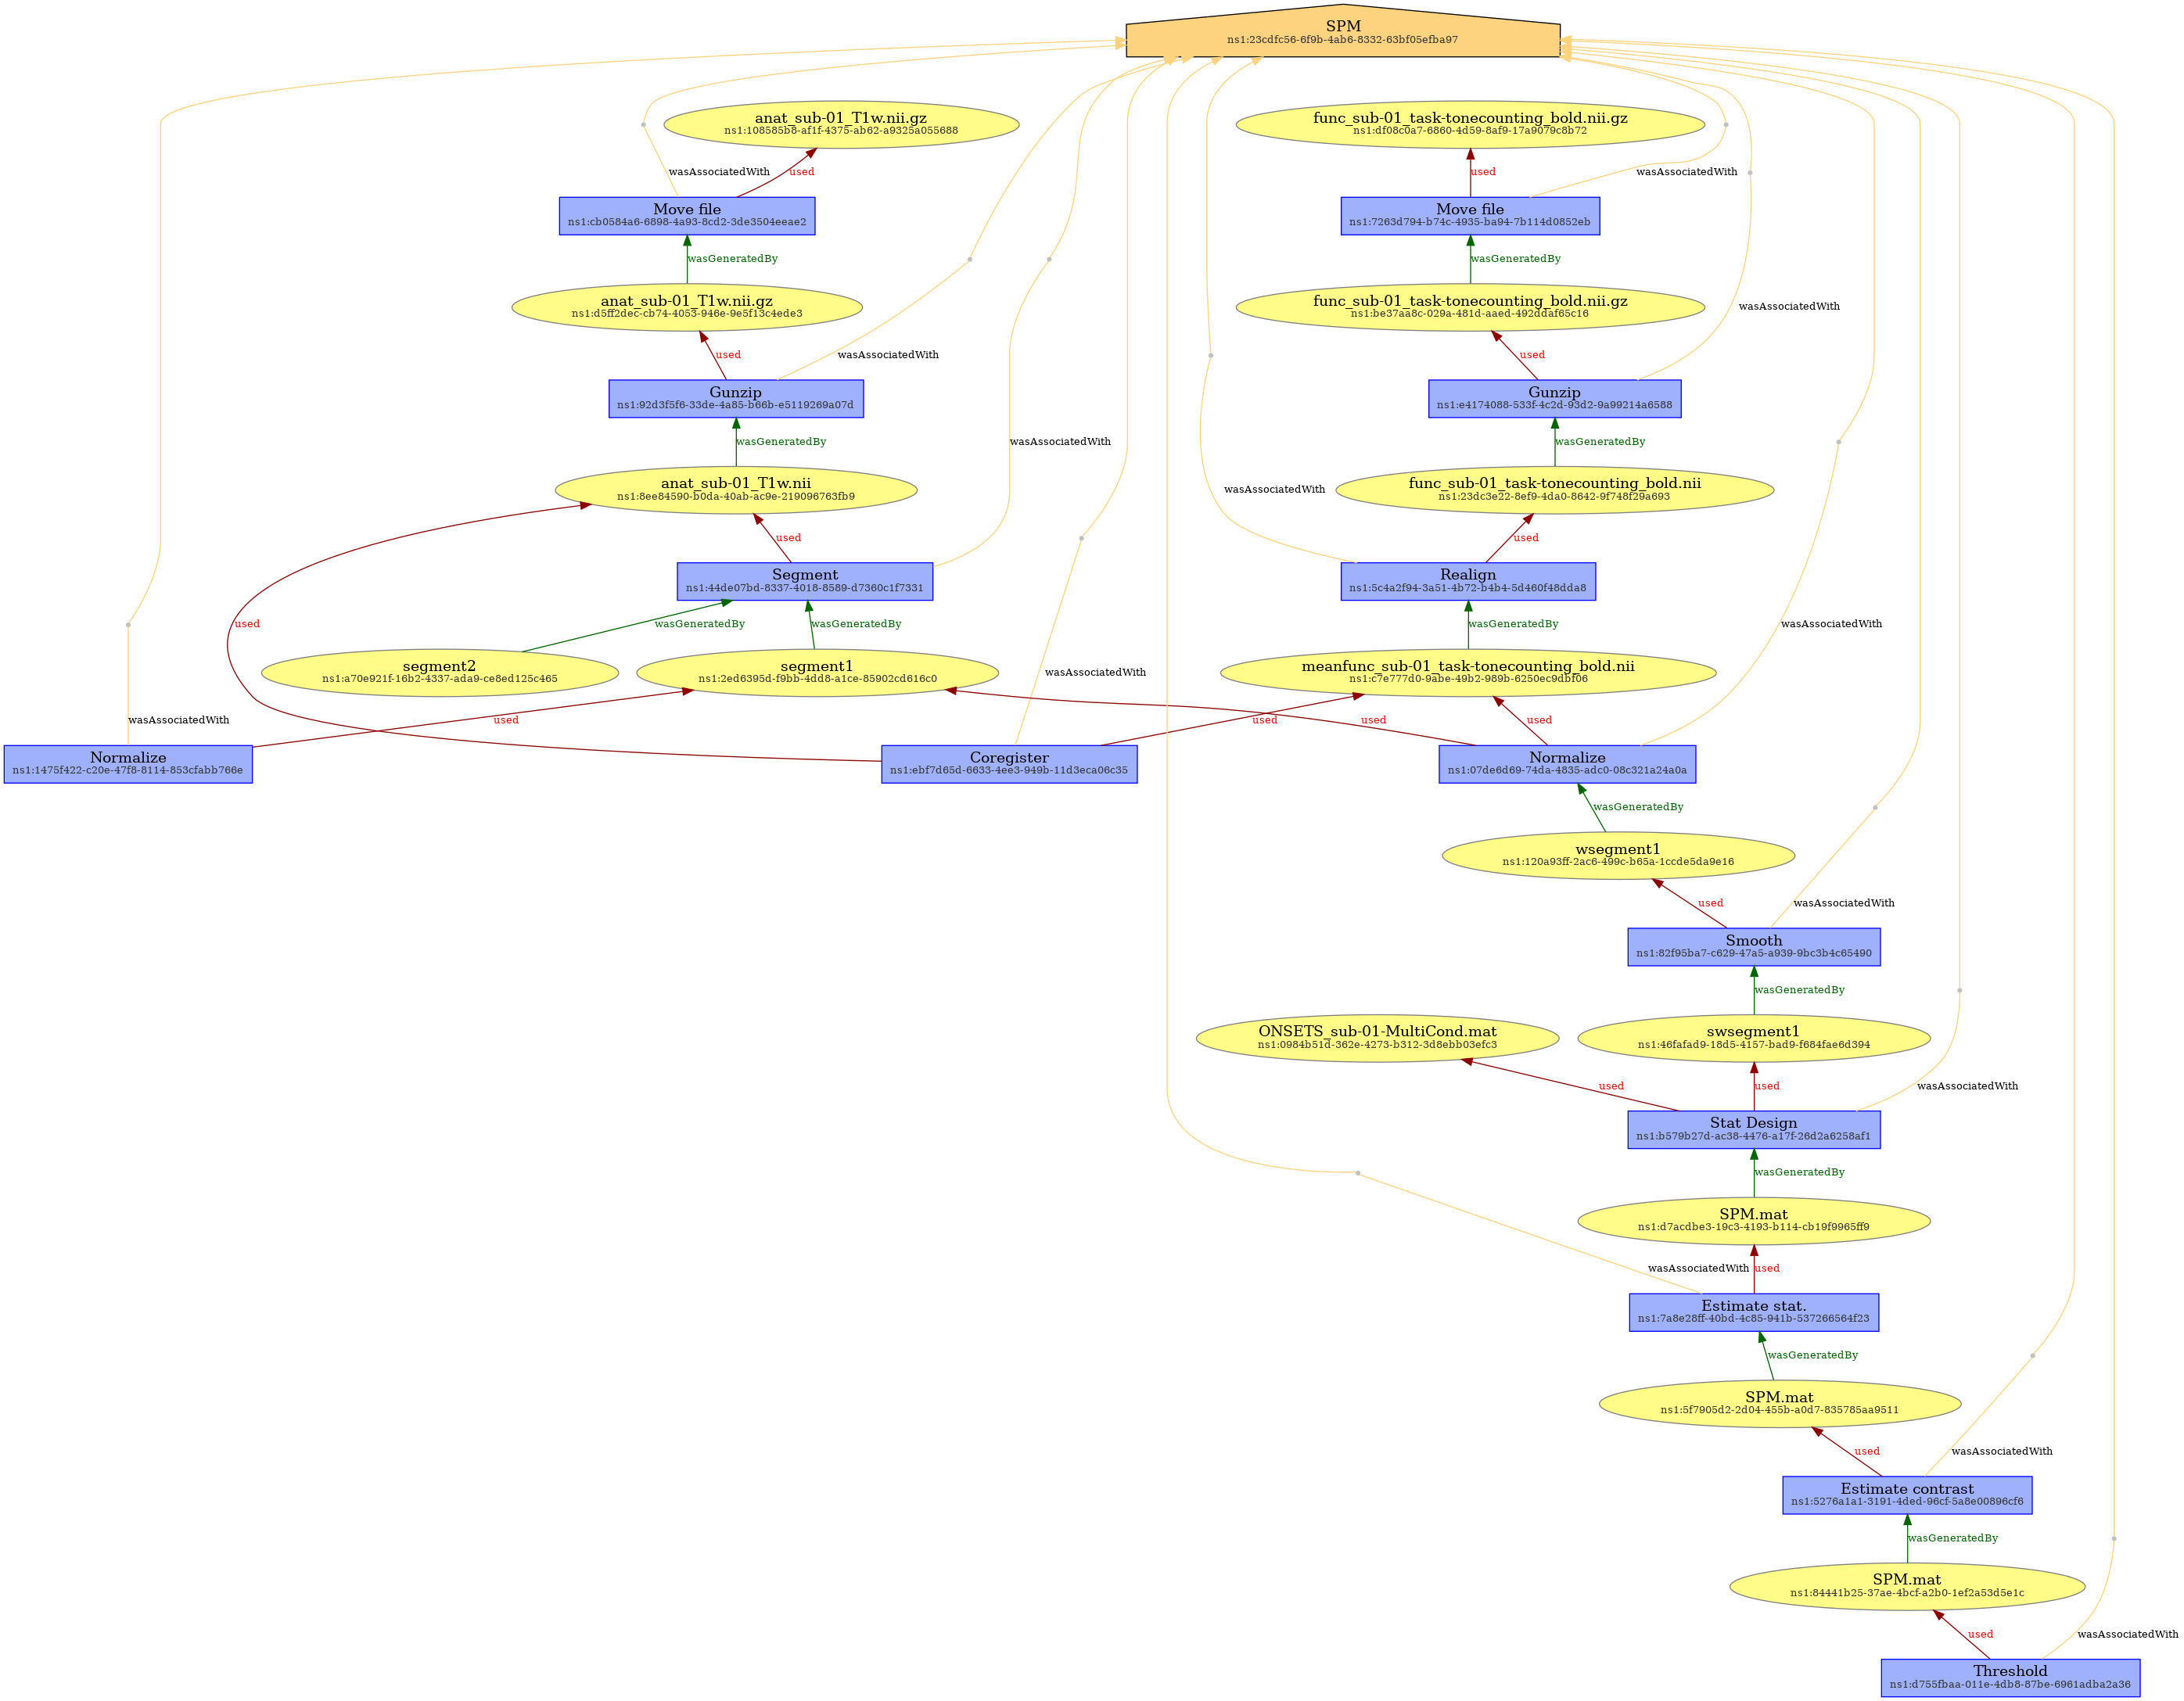 SPM
ns1:23cdfc56-6f9b-4ab6-8332-63bf05efba97
anat_sub-01_T1w.nii.gz
ns1:108585b8-af1f-4375-ab62-a9325a055688
func_sub-01_task-tonecounting_bold.nii.gz
ns1:df08c0a7-6860-4d59-8af9-17a9079c8b72
wasAssociatedWith
used
used
wasAssociatedWith
Move file
ns1:cb0584a6-6898-4a93-8cd2-3de3504eeae2
Move file
ns1:7263d794-b74c-4935-ba94-7b114d0852eb
wasGeneratedBy
wasGeneratedBy
anat_sub-01_T1w.nii.gz
ns1:d5ff2dec-cb74-4053-946e-9e5f13c4ede3
func_sub-01_task-tonecounting_bold.nii.gz
ns1:be37aa8c-029a-481d-aaed-492ddaf65c16
wasAssociatedWith
used
wasAssociatedWith
used
Gunzip
ns1:92d3f5f6-33de-4a85-b66b-e5119269a07d
Gunzip
ns1:e4174088-533f-4c2d-93d2-9a99214a6588
wasGeneratedBy
wasAssociatedWith
wasGeneratedBy
anat_sub-01_T1w.nii
ns1:8ee84590-b0da-40ab-ac9e-219096763fb9
wasAssociatedWith
func_sub-01_task-tonecounting_bold.nii
ns1:23dc3e22-8ef9-4da0-8642-9f748f29a693
used
used
Segment
ns1:44de07bd-8337-4018-8589-d7360c1f7331
Realign
ns1:5c4a2f94-3a51-4b72-b4b4-5d460f48dda8
used
wasGeneratedBy
wasGeneratedBy
wasGeneratedBy
wasAssociatedWith
segment2
ns1:a70e921f-16b2-4337-ada9-ce8ed125c465
segment1
ns1:2ed6395d-f9bb-4dd8-a1ce-85902cd616c0
wasAssociatedWith
meanfunc_sub-01_task-tonecounting_bold.nii
ns1:c7e777d0-9abe-49b2-989b-6250ec9dbf06
wasAssociatedWith
used
used
used
used
Normalize
ns1:1475f422-c20e-47f8-8114-853cfabb766e
Coregister
ns1:ebf7d65d-6633-4ee3-949b-11d3eca06c35
Normalize
ns1:07de6d69-74da-4835-adc0-08c321a24a0a
wasGeneratedBy
wsegment1
ns1:120a93ff-2ac6-499c-b65a-1ccde5da9e16
used
wasAssociatedWith
Smooth
ns1:82f95ba7-c629-47a5-a939-9bc3b4c65490
wasGeneratedBy
ONSETS_sub-01-MultiCond.mat
ns1:0984b51d-362e-4273-b312-3d8ebb03efc3
swsegment1
ns1:46fafad9-18d5-4157-bad9-f684fae6d394
used
used
wasAssociatedWith
Stat Design
ns1:b579b27d-ac38-4476-a17f-26d2a6258af1
wasGeneratedBy
SPM.mat
ns1:d7acdbe3-19c3-4193-b114-cb19f9965ff9
wasAssociatedWith
used
Estimate stat.
ns1:7a8e28ff-40bd-4c85-941b-537266564f23
wasGeneratedBy
SPM.mat
ns1:5f7905d2-2d04-455b-a0d7-835785aa9511
used
wasAssociatedWith
Estimate contrast
ns1:5276a1a1-3191-4ded-96cf-5a8e00896cf6
wasGeneratedBy
SPM.mat
ns1:84441b25-37ae-4bcf-a2b0-1ef2a53d5e1c
used
wasAssociatedWith
Threshold
ns1:d755fbaa-011e-4db8-87be-6961adba2a36